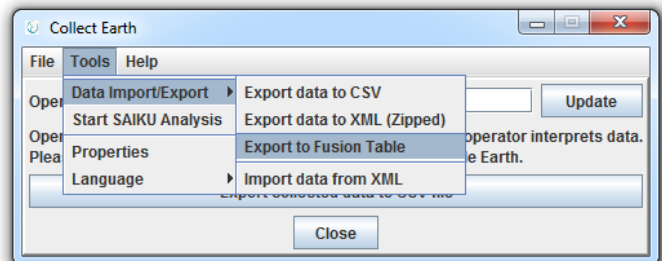 Collect Earth
File Tools Help
Data Import/Export Export data to CSV
Update
Start SAIKU Analysis Export data to XML (Zipped)
operator interprets data.
Properties Export to Fusion Table
Earth.
Language Import data from XML
Close